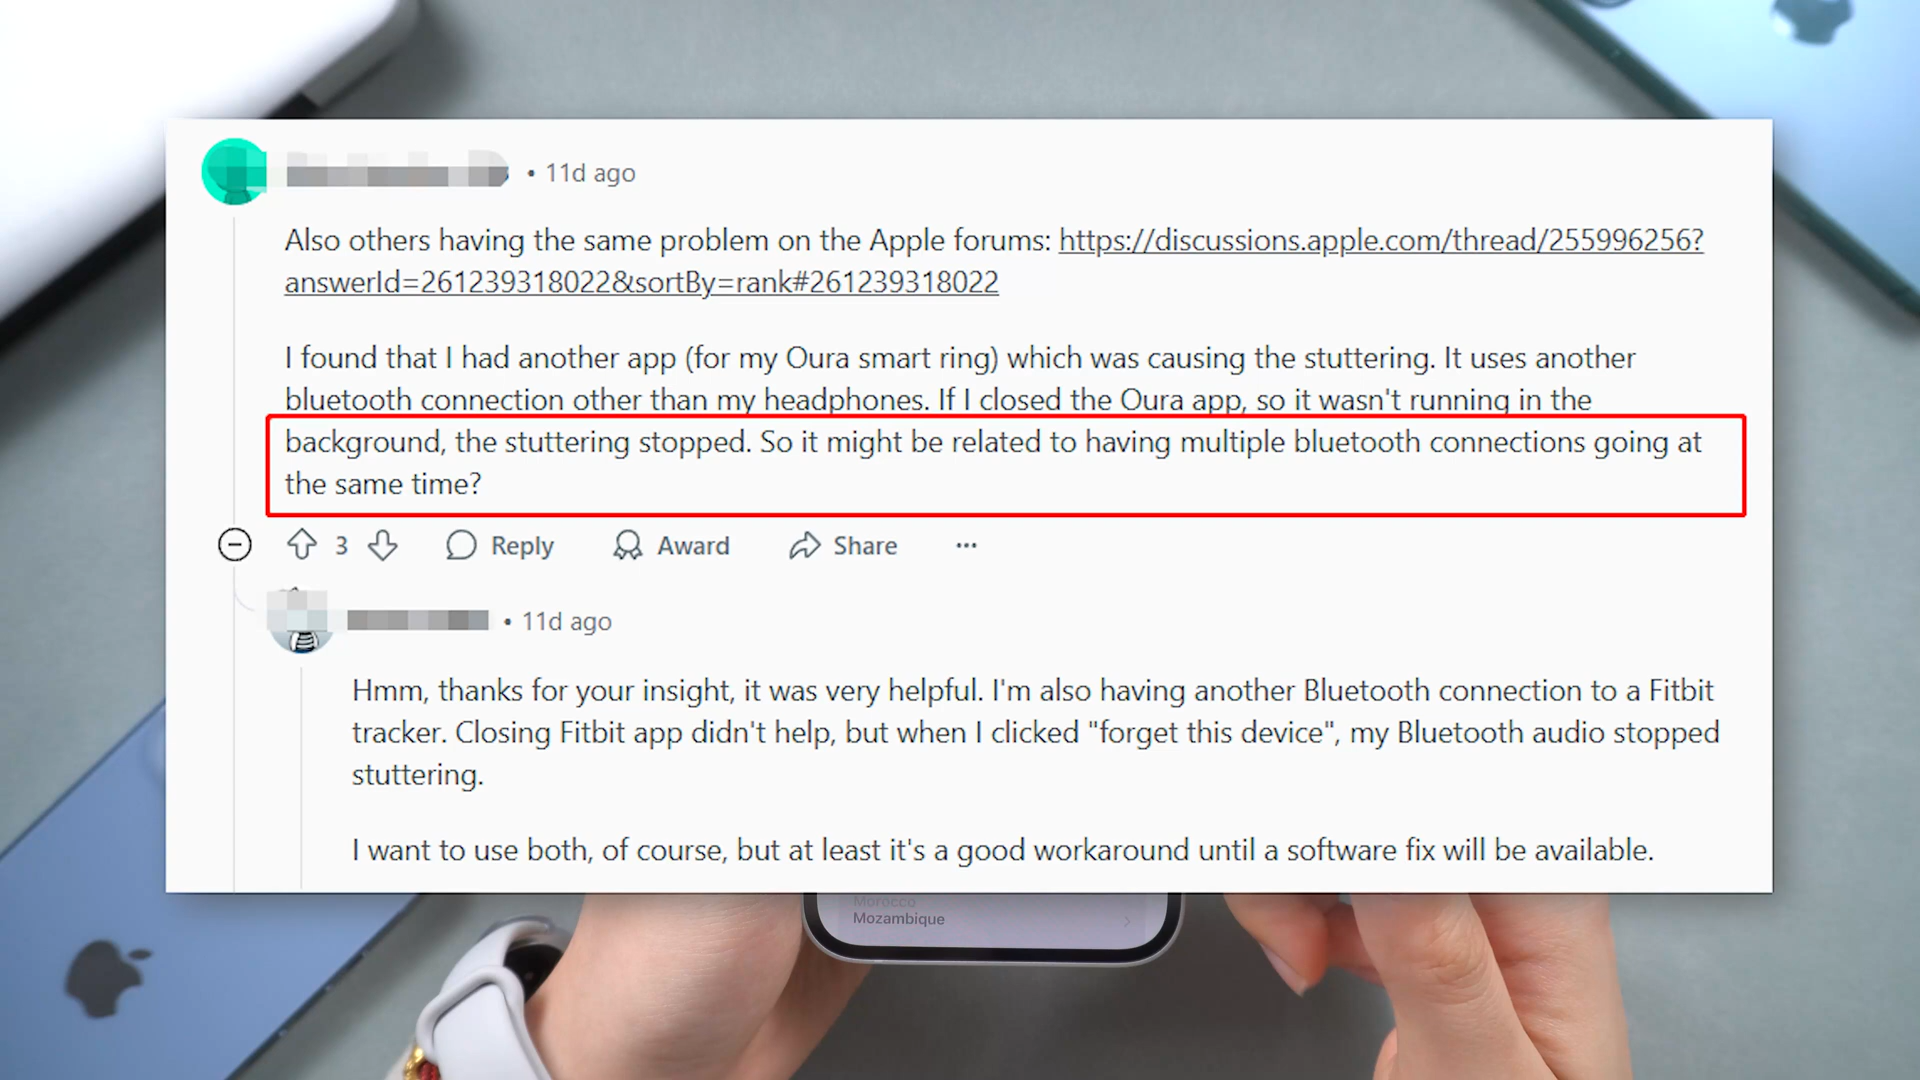 • 11d ago
Also others having the same problem on the Apple forums: https://discussions.apple.com/thread/255996256?
answerId=261239318022&sortBy=rank#261239318022
I found that I had another app (for my Oura smart ring) which was causing the stuttering. It uses another
bluetooth connection other than my headphones. If I closed the Oura app, so it wasn't running in the
background, the stuttering stopped. So it might be related to having multiple bluetooth connections going at
the same time?
3 Reply Award Share ...
• 11d ago
Hmm, thanks for your insight, it was very helpful. I'm also having another Bluetooth connection to a Fitbit
tracker. Closing Fitbit app didn't help, but when I clicked "forget this device", my Bluetooth audio stopped
stuttering.
I want to use both, of course, but at least it's a good workaround until a software fix will be available.
Morocco
Mozambique